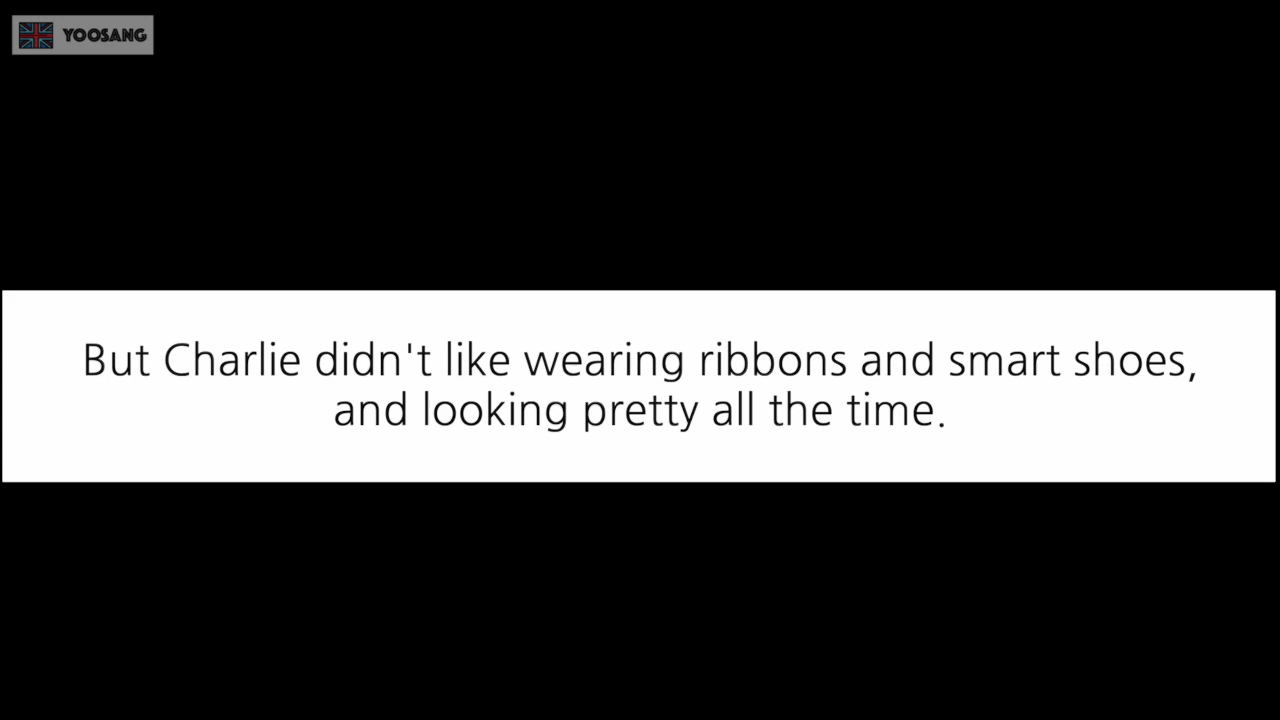 YOOSANG
But Charlie didn't like wearing ribbons and smart shoes,
and looking pretty all the time.